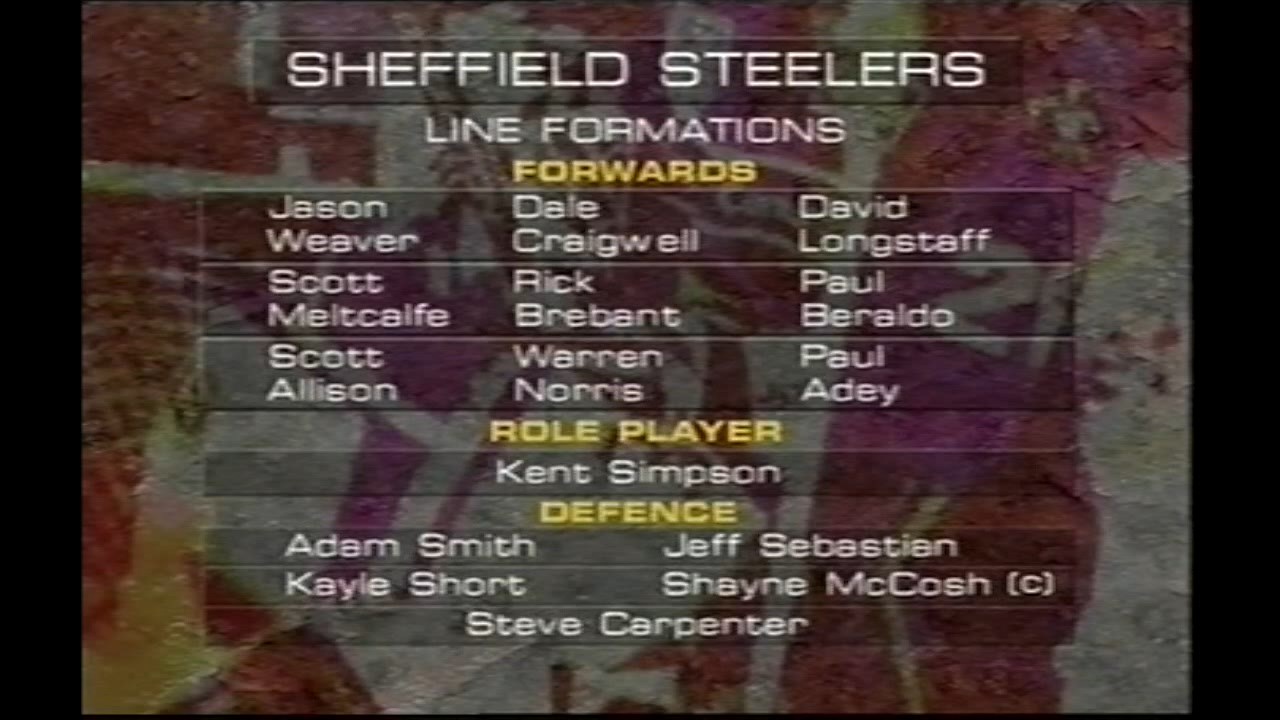 SHEFFIELD STEELERS
LINE FORMATIONS
FORWARDS
Jason Dale David
Weaver Craigwell Longstaff
Scott Rick Paul
Meltcalfe Brebant Beraldo
Scott Warren Paul
Allison Norris Adey
ROLE PLAYER
Kent Simpson
DEFENCE
Adam Smith Jeff Sebastian
Kayle Short Shayne McCosh (c)
Steve Carpenter